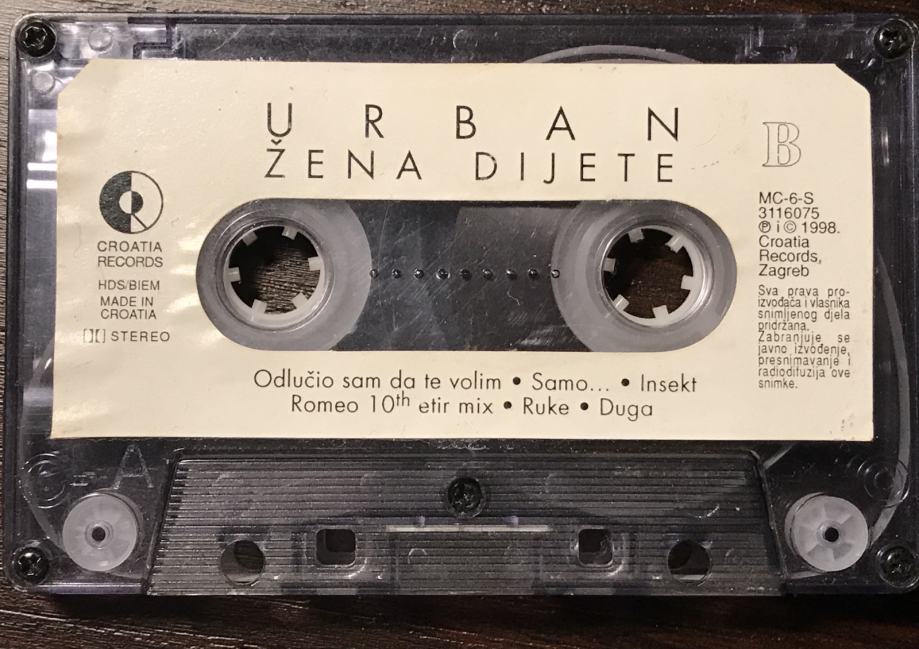 URBAN
ŽENA DIJETE
B
CROATIA
RECORDS
HDS/BIEM
MADE IN
CROATIA
STEREO
MC-6-S
3116075
℗ i © 1998.
Croatia
Records,
Zagreb
Sva prava pro-
izvođača i vlasnika
snimljenog djela
pridržana.
Zabranjuje se
javno izvođenje,
presnimavanje i
radiodifuzija ove
snimke.
Odlučio sam da te volim • Samo... • Insekt
Romeo 10th etir mix • Ruke • Duga
A